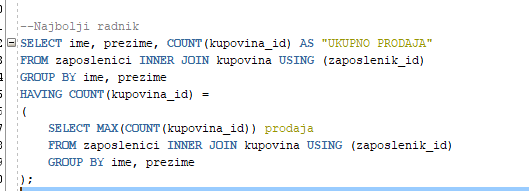 --Najbolji radnik
SELECT ime, prezime, COUNT(kupovina_id) AS "UKUPNO PRODAJA"
FROM zaposlenici INNER JOIN kupovina USING (zaposlenik_id)
GROUP BY ime, prezime
HAVING COUNT(kupovina_id) =
(
SELECT MAX(COUNT(kupovina_id)) prodaja
FROM zaposlenici INNER JOIN kupovina USING (zaposlenik_id)
GROUP BY ime, prezime
);